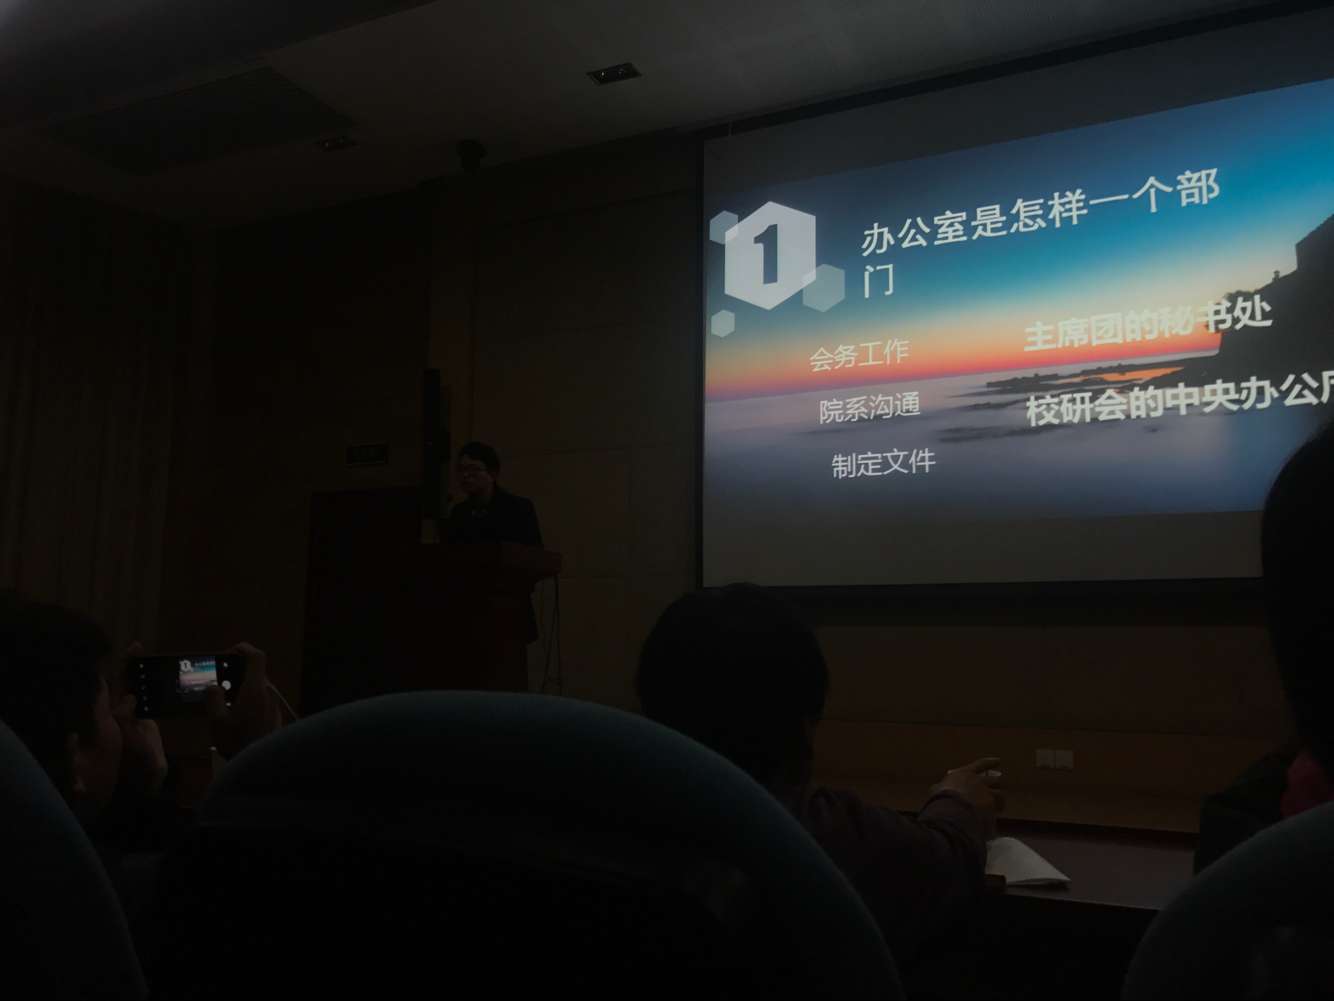 1
办公室是怎样一个部
门
会务工作
院系沟通
制定文件
主席团的秘书处
校研会的中央办公厅